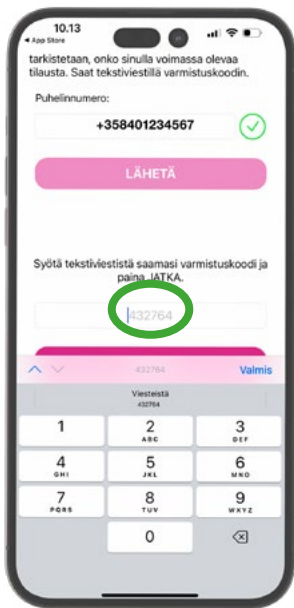 10.13
App Store
tarkistetaan, onko sinulla voimassa olevaa
tilausta. Saat tekstiviestillä varmistuskoodin.
Puhelinnumero:
+358401234567
LÄHETÄ
Syötä tekstiviestistä saamasi varmistuskoodi ja
paina JATKA.
432764
432764
Valmis
Viesteistä
432764
1
2
3
ABC
DEF
4
5
6
GHI
JKL
MNO
7
8
9
PQRS
TUV
WXYZ
0